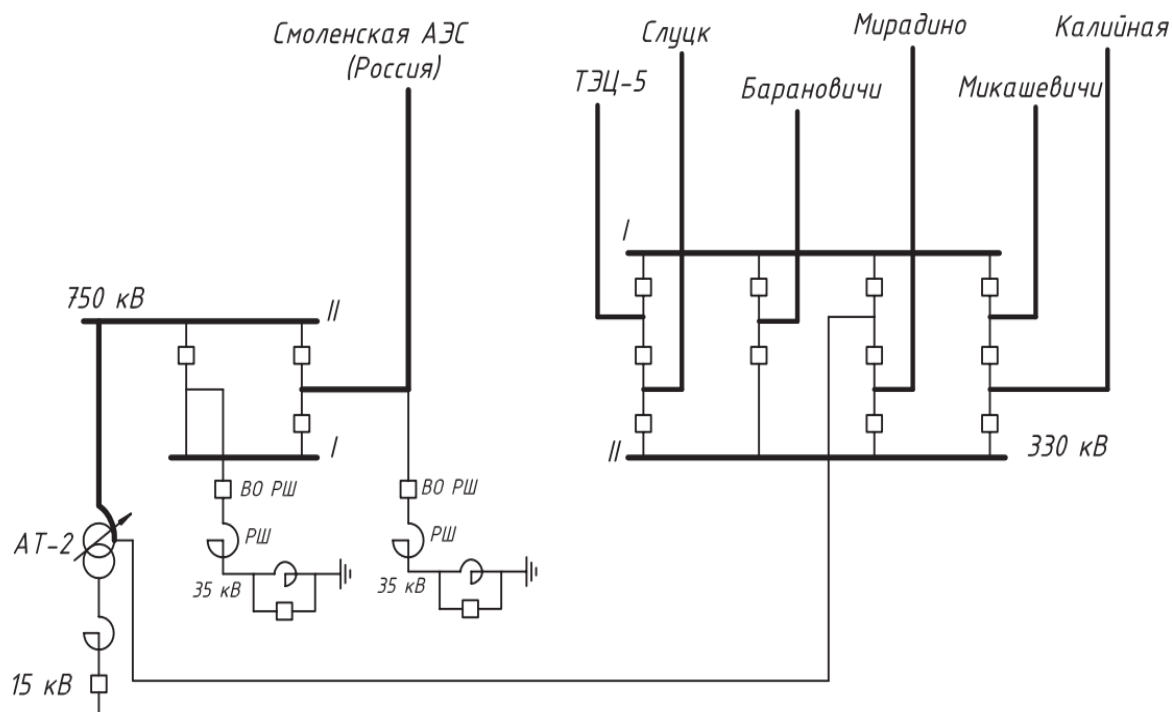 Смоленская АЭС
(Россия)
Слуцк
Мирадино
Калийная
ТЭЦ-5
Барановичи
Микашевичи
I
750 кВ
II
I
II
330 кВ
ВО РШ
ВО РШ
РШ
РШ
АТ-2
35 кВ
35 кВ
15 кВ